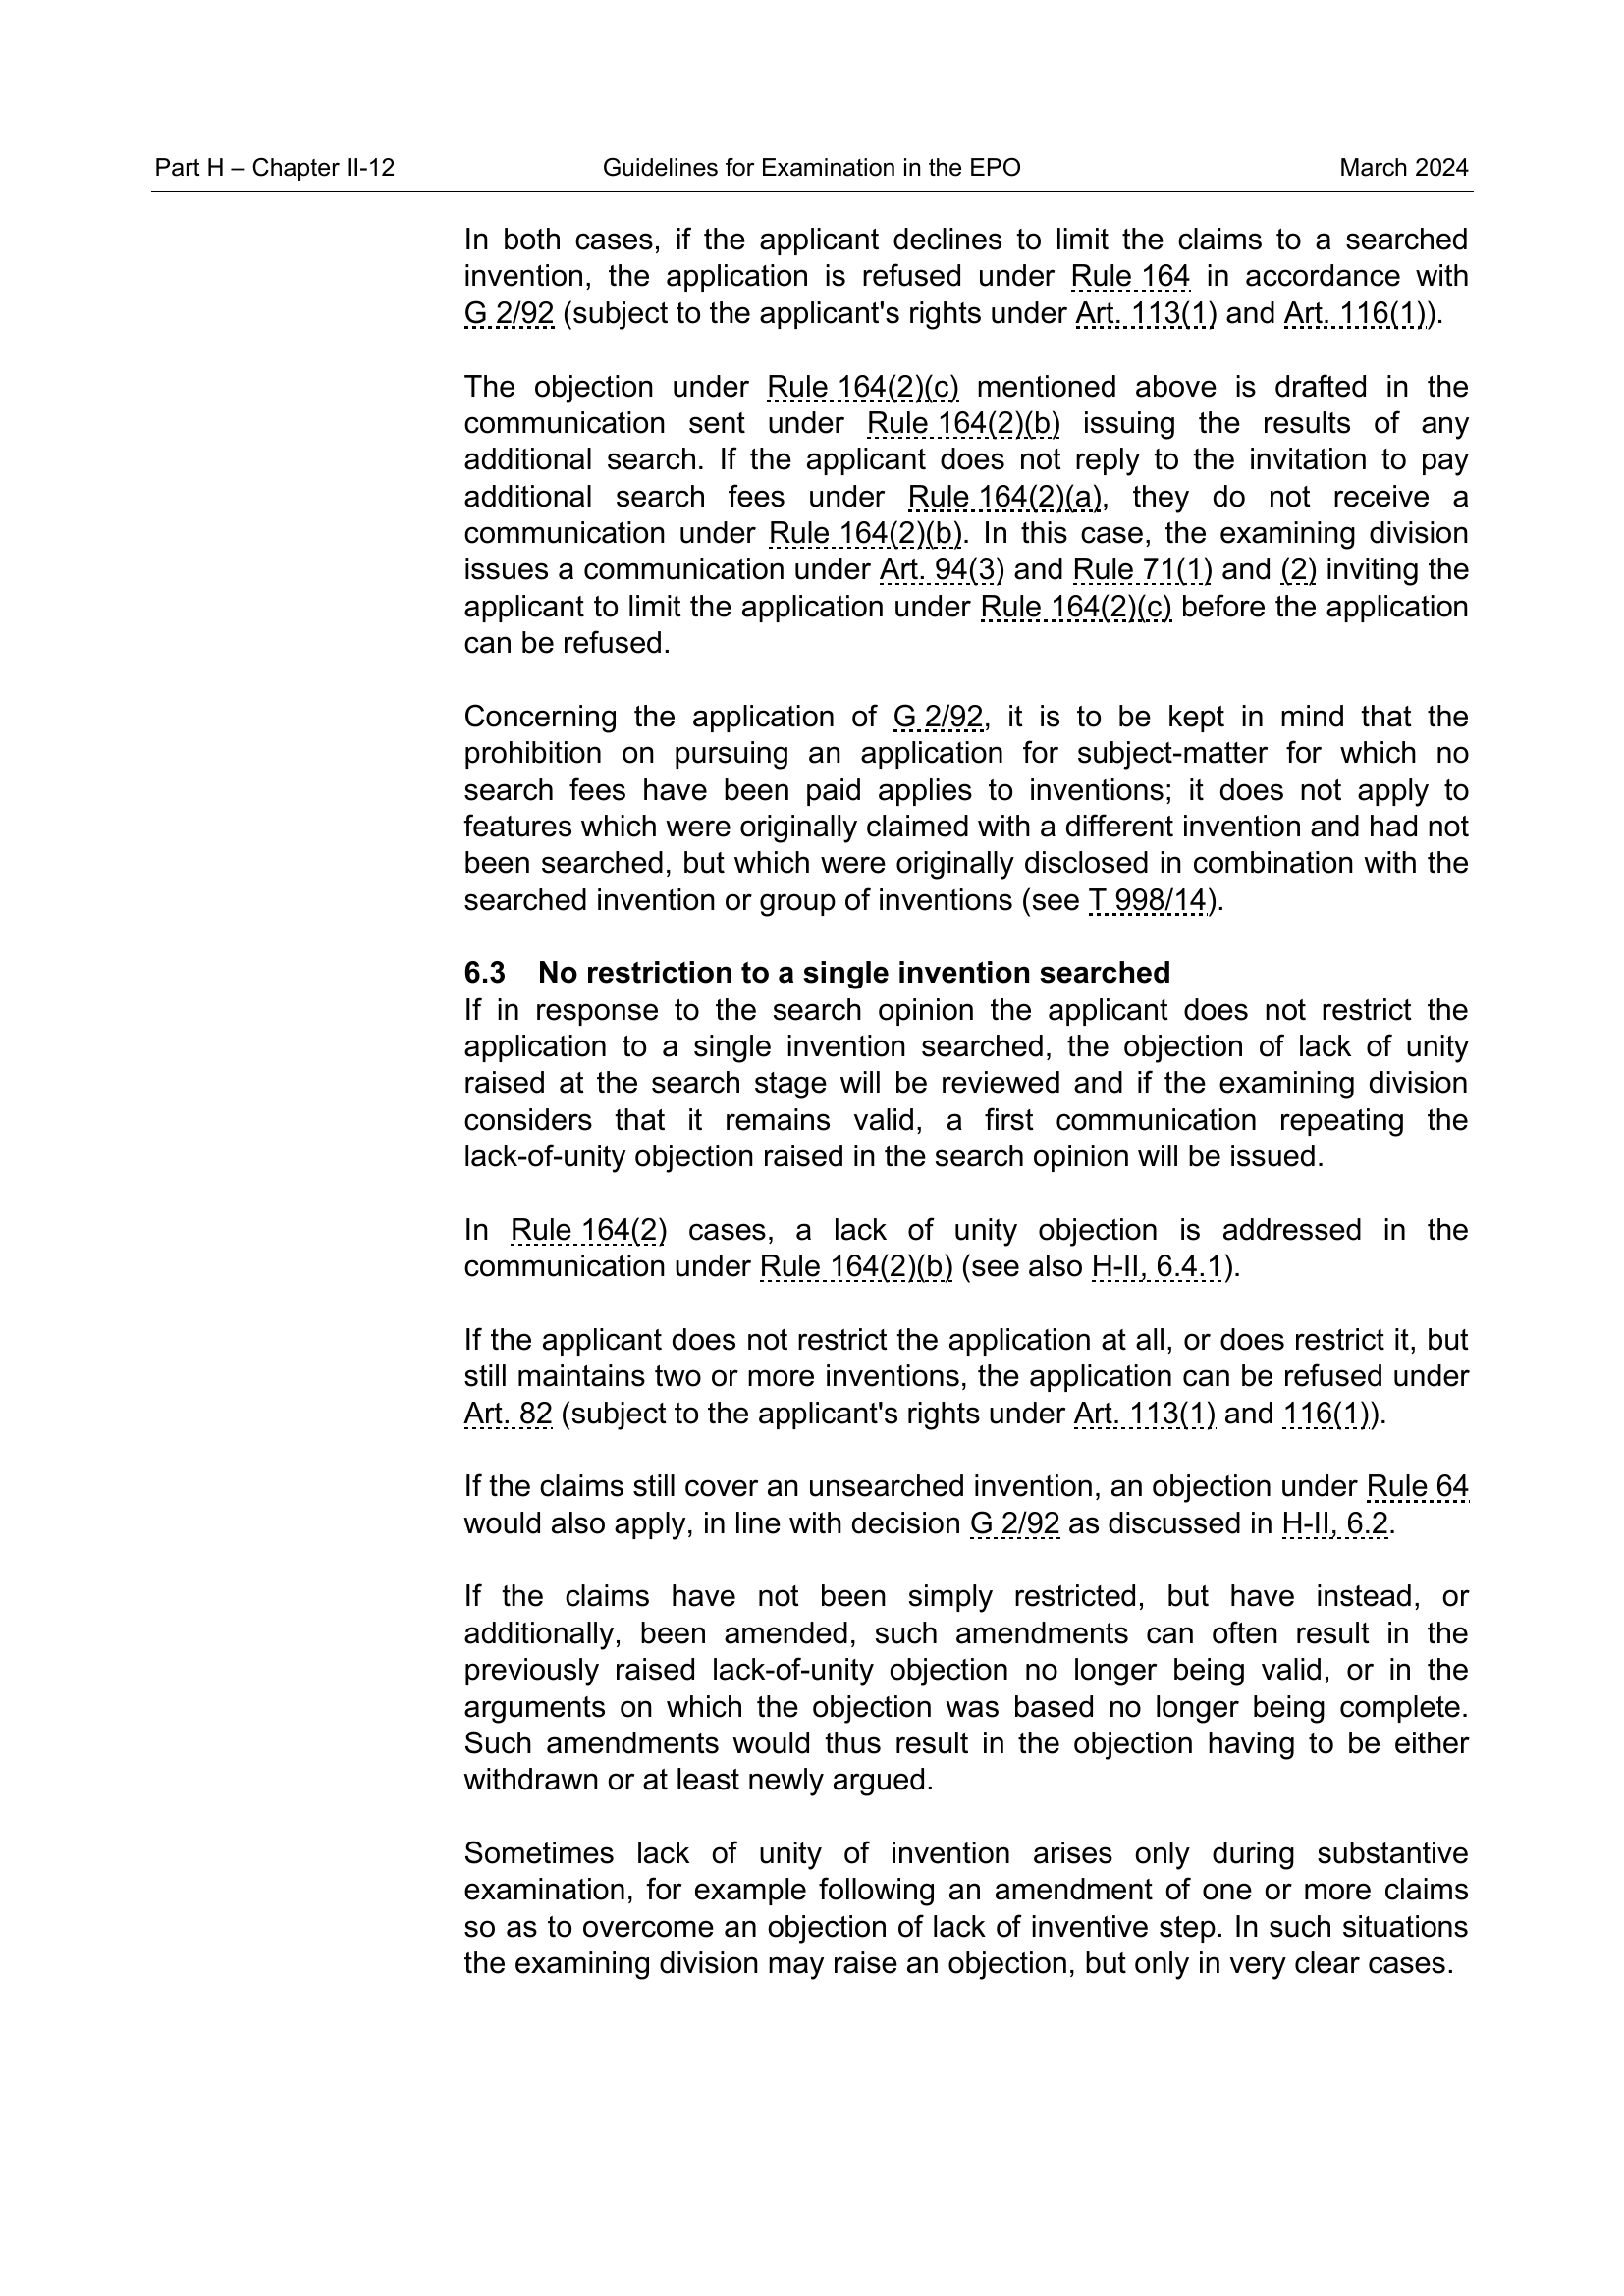 Part H – Chapter II-12 Guidelines for Examination in the EPO March 2024
In both cases, if the applicant declines to limit the claims to a searched
invention, the application is refused under Rule 164 in accordance with
G 2/92 (subject to the applicant's rights under Art. 113(1) and Art. 116(1)).
The objection under Rule 164(2)(c) mentioned above is drafted in the
communication sent under Rule 164(2)(b) issuing the results of any
additional search. If the applicant does not reply to the invitation to pay
additional search fees under Rule 164(2)(a), they do not receive a
communication under Rule 164(2)(b). In this case, the examining division
issues a communication under Art. 94(3) and Rule 71(1) and (2) inviting the
applicant to limit the application under Rule 164(2)(c) before the application
can be refused.
Concerning the application of G 2/92, it is to be kept in mind that the
prohibition on pursuing an application for subject-matter for which no
search fees have been paid applies to inventions; it does not apply to
features which were originally claimed with a different invention and had not
been searched, but which were originally disclosed in combination with the
searched invention or group of inventions (see T 998/14).
6.3 No restriction to a single invention searched
If in response to the search opinion the applicant does not restrict the
application to a single invention searched, the objection of lack of unity
raised at the search stage will be reviewed and if the examining division
considers that it remains valid, a first communication repeating the
lack-of-unity objection raised in the search opinion will be issued.
In Rule 164(2) cases, a lack of unity objection is addressed in the
communication under Rule 164(2)(b) (see also H-II, 6.4.1).
If the applicant does not restrict the application at all, or does restrict it, but
still maintains two or more inventions, the application can be refused under
Art. 82 (subject to the applicant's rights under Art. 113(1) and 116(1)).
If the claims still cover an unsearched invention, an objection under Rule 64
would also apply, in line with decision G 2/92 as discussed in H-II, 6.2.
If the claims have not been simply restricted, but have instead, or
additionally, been amended, such amendments can often result in the
previously raised lack-of-unity objection no longer being valid, or in the
arguments on which the objection was based no longer being complete.
Such amendments would thus result in the objection having to be either
withdrawn or at least newly argued.
Sometimes lack of unity of invention arises only during substantive
examination, for example following an amendment of one or more claims
so as to overcome an objection of lack of inventive step. In such situations
the examining division may raise an objection, but only in very clear cases.